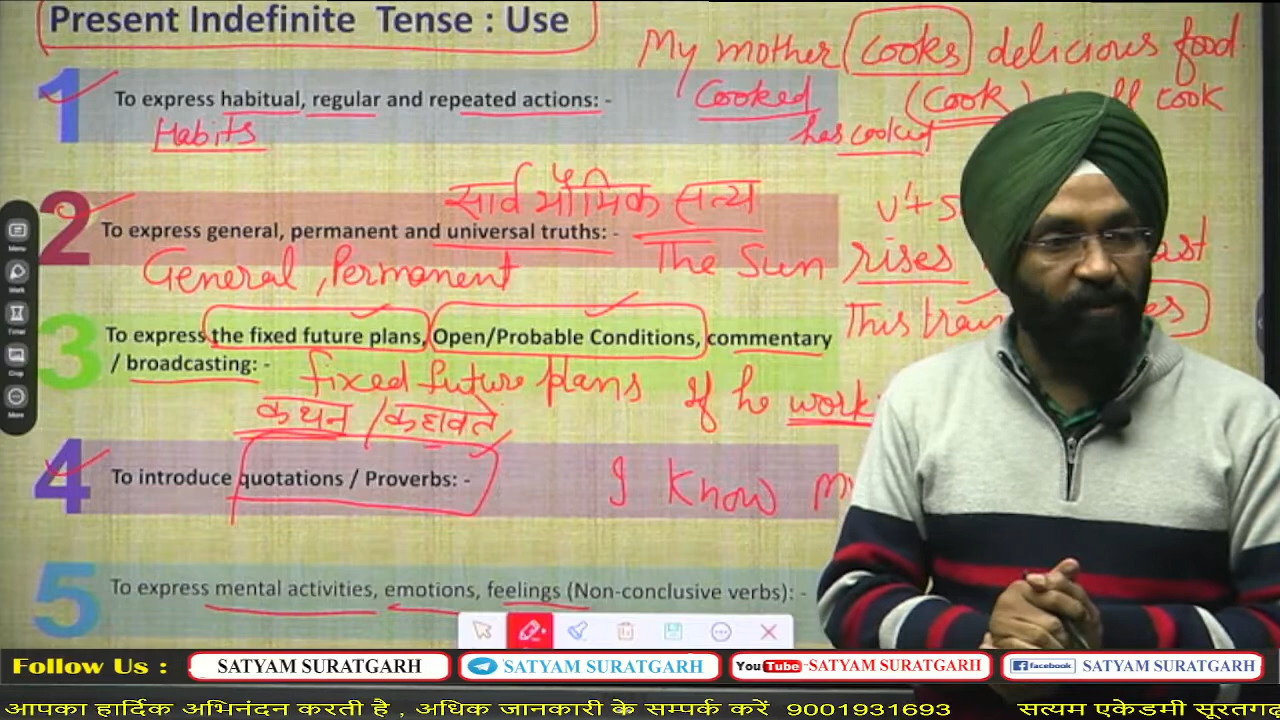 Present Indefinite Tense : Use
My mother cooks delicious food.
1 To express habitual, regular and repeated actions: -
Cooked (Cook) cook
Habits
has cooked
सार्व भौमिक सत्य
2 To express general, permanent and universal truths: -
General, Permanent
The Sun rises
This train
3 To express the fixed future plans, Open/Probable Conditions, commentary
/ broadcasting: -
fixed future plans If he work
कथन / कहावते
4 To introduce quotations / Proverbs: -
I know
5 To express mental activities, emotions, feelings (Non-conclusive verbs): -
Menu
Work
Timer
Crop
More
Follow Us : SATYAM SURATGARH SATYAM SURATGARH YouTube-SATYAM SURATGARH facebook SATYAM SURATGARH
आपका हार्दिक अभिनंदन करती है , अधिक जानकारी के सम्पर्क करें 9001931693 सत्यम एकेडमी सूरतगढ़